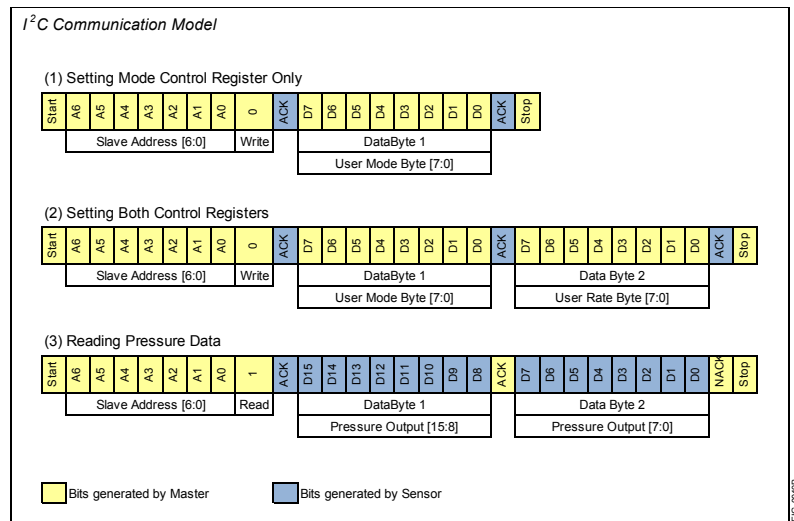 I²C Communication Model
(1) Setting Mode Control Register Only
Start A6 A5 A4 A3 A2 A1 A0 0 ACK D7 D6 D5 D4 D3 D2 D1 D0 ACK Stop
Slave Address [6:0] Write DataByte 1
User Mode Byte [7:0]
(2) Setting Both Control Registers
Start A6 A5 A4 A3 A2 A1 A0 0 ACK D7 D6 D5 D4 D3 D2 D1 D0 ACK D7 D6 D5 D4 D3 D2 D1 D0 ACK Stop
Slave Address [6:0] Write DataByte 1 Data Byte 2
User Mode Byte [7:0] User Rate Byte [7:0]
(3) Reading Pressure Data
Start A6 A5 A4 A3 A2 A1 A0 1 ACK D15 D14 D13 D12 D11 D10 D9 D8 ACK D7 D6 D5 D4 D3 D2 D1 D0 NACK Stop
Slave Address [6:0] Read DataByte 1 Data Byte 2
Pressure Output [15:8] Pressure Output [7:0]
Bits generated by Master Bits generated by Sensor